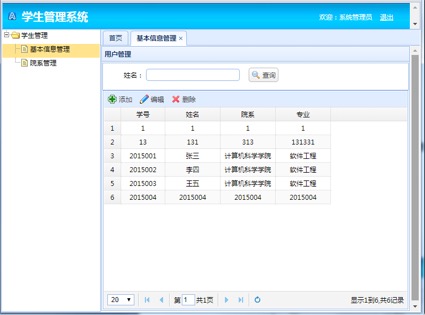 学生管理系统
欢迎：系统管理员 退出
学生管理
基本信息管理
院系管理
首页 基本信息管理
用户管理
姓名： 查询
添加 编辑 删除
学号 姓名 院系 专业
1 1 1 1 1
2 13 131 313 131331
3 2015001 张三 计算机科学学院 软件工程
4 2015002 李四 计算机科学学院 软件工程
5 2015003 王五 计算机科学学院 软件工程
6 2015004 2015004 2015004 2015004
20 第 1 共1页 显示1到6,共6记录